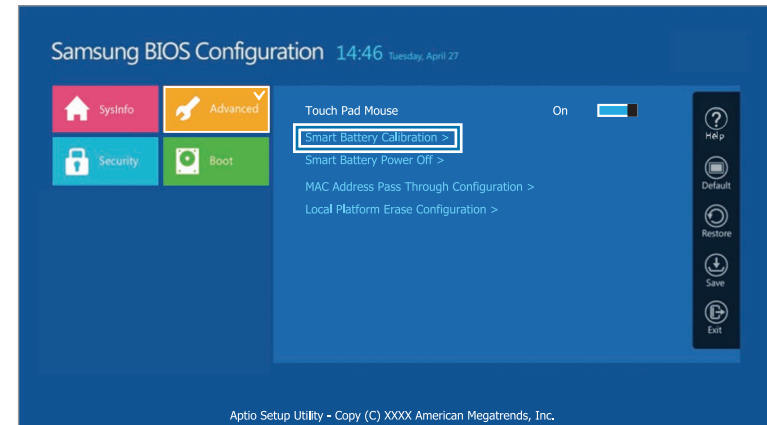 Samsung BIOS Configuration 14:46 Tuesday, April 27
SysInfo
Advanced
Security
Boot
Touch Pad Mouse On
Smart Battery Calibration >
Smart Battery Power Off >
MAC Address Pass Through Configuration >
Local Platform Erase Configuration >
Help
Default
Restore
Save
Exit
Aptio Setup Utility - Copy (C) XXXX American Megatrends, Inc.